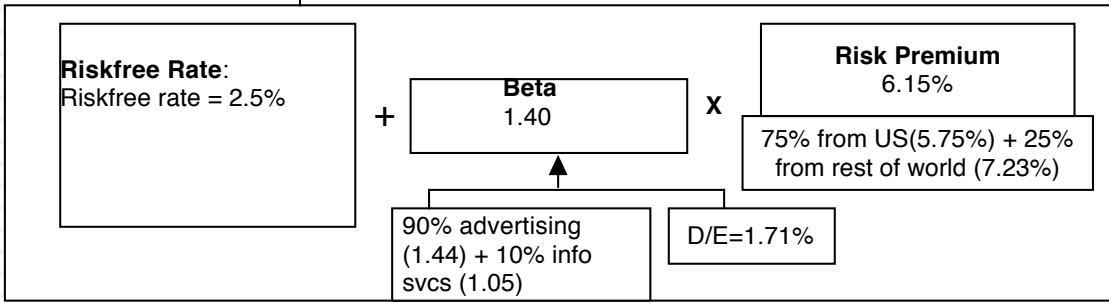 Riskfree Rate:
Riskfree rate = 2.5%
+
Beta
1.40
X
Risk Premium
6.15%
75% from US(5.75%) + 25%
from rest of world (7.23%)
90% advertising
(1.44) + 10% info
svcs (1.05)
D/E=1.71%